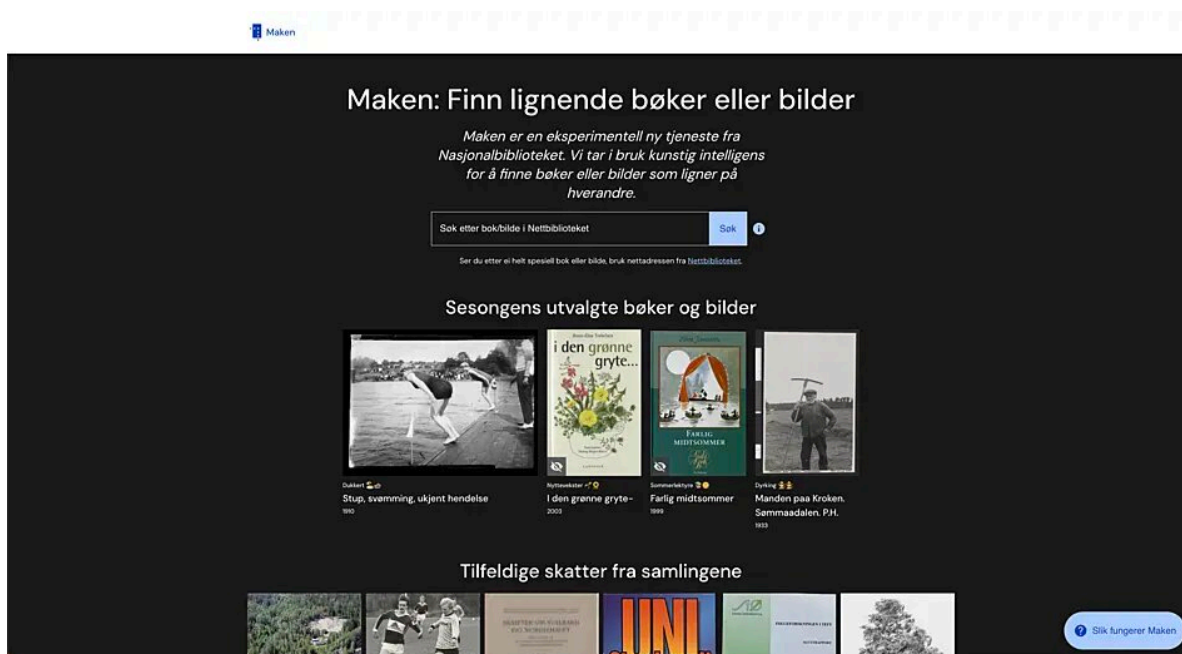 Maken
Maken: Finn lignende bøker eller bilder
Maken er en eksperimentell ny tjeneste fra
Nasjonalbiblioteket. Vi tar i bruk kunstig intelligens
for å finne bøker eller bilder som ligner på
hverandre.
Søk etter bok/bilde i Nettbiblioteket
Søk
Ser du etter ei helt spesiell bok eller bilde, bruk nettadressen fra Nettbiblioteket.
Sesongens utvalgte bøker og bilder
i den grønne
gryte...
FARLIG
MIDTSOMMER
Dukkert
Stup, svømming, ukjent hendelse
1910
Nyttevekster
I den grønne gryte-
2003
Sommerlektyre
Farlig midtsommer
1999
Dyrking
Manden paa Kroken.
Sømmaadalen. P.H.
1933
Tilfeldige skatter fra samlingene
UNI
Slik fungerer Maken